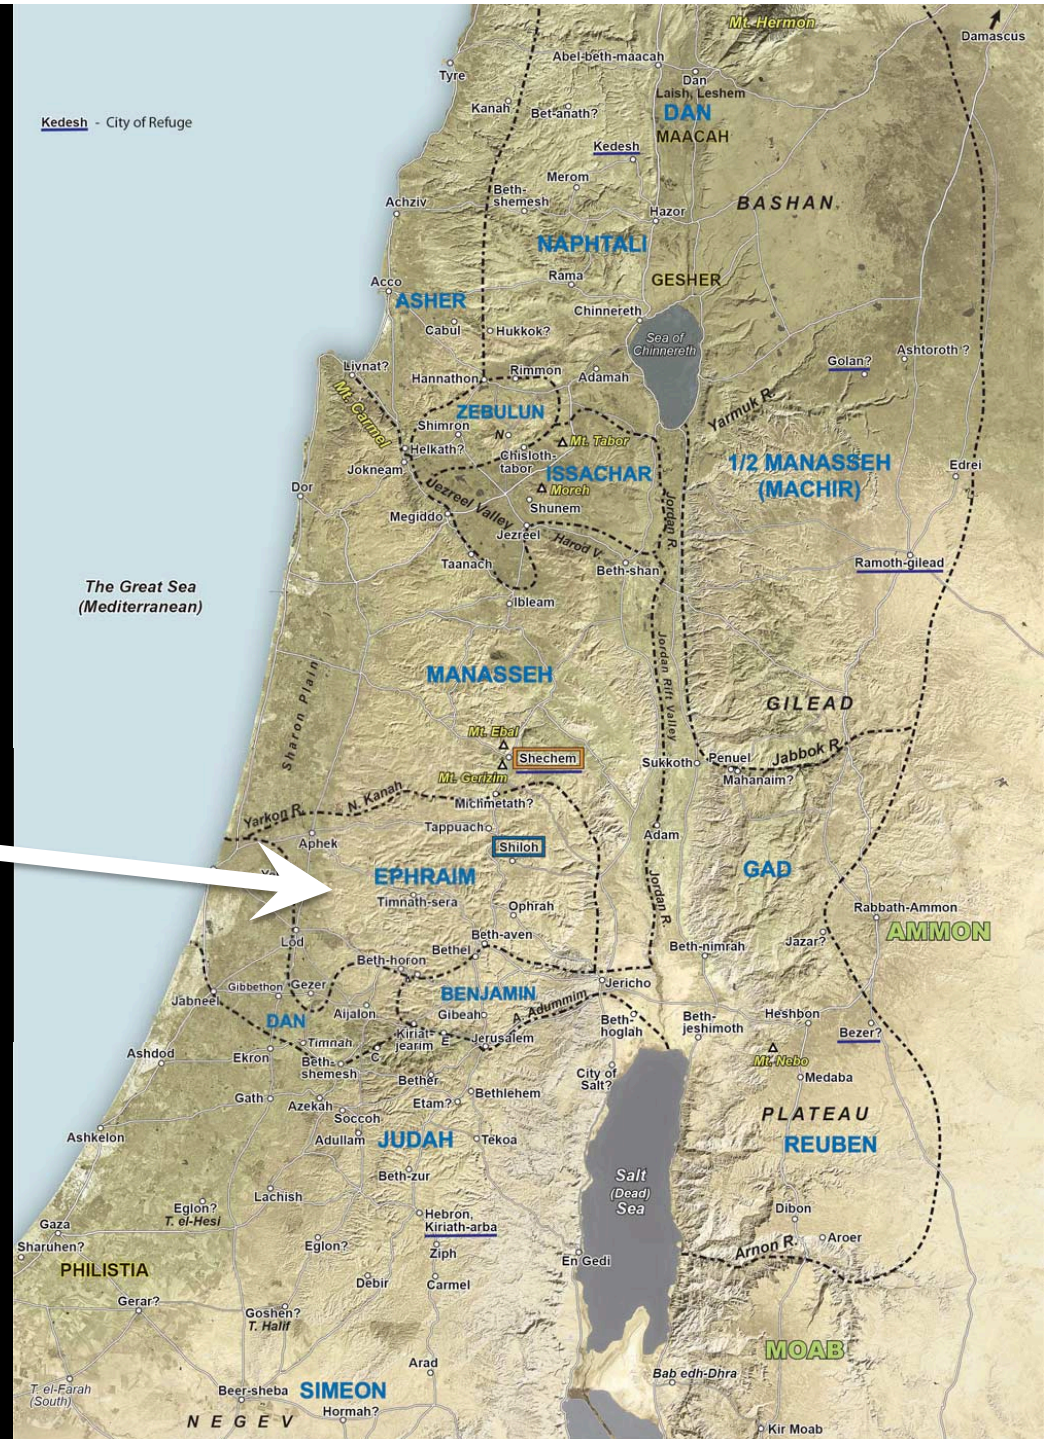 Mt. Hermon
Damascus
Abel-beth-maacah
Tyre
Dan
Laish, Leshem
Kanah
Bet-anath?
DAN
MAACAH
Kedesh - City of Refuge
Kedesh
Merom
Beth-
shemesh
Achziv
Hazor
BASHAN
NAPHTALI
Rama
GESHER
Acco
ASHER
Chinnereth
Cabul
Hukkok?
Sea of
Chinnereth
Golan?
Ashtoroth ?
Livnat?
Hannathon
Rimmon
Adamah
Mt. Carmel
ZEBULUN
Yarmuk R.
Shimron
N
Mt. Tabor
Helkath?
Chisloth-
tabor
Jokneam
ISSACHAR
1/2 MANASSEH
(MACHIR)
Edrei
Dor
Jezreel Valley
Moreh
Shunem
Jordan R.
Megiddo
Jezreel
Harod V.
Taanach
Beth-shan
Ramoth-gilead
The Great Sea
(Mediterranean)
Ibleam
Jordan Rift Valley
MANASSEH
Sharon Plain
GILEAD
Mt. Ebal
Shechem
Mt. Gerizim
Sukkoth
Penuel
Jabbok R.
Mahanaim?
N. Kanah
Michmetath?
Yarkon R.
Tappuach
Aphek
Adam
Shiloh
EPHRAIM
GAD
Timnath-sera
Jordan R.
Ophrah
Rabbath-Ammon
AMMON
Lod
Beth-aven
Jazar?
Bethel
Beth-nimrah
Beth-horon
Gibbethon
Gezer
Jericho
Jabneel
BENJAMIN
A. Adummim
DAN
Aijalon
Gibeah
Beth-
hoglah
Beth-
jeshimoth
Heshbon
Kiriat-
jearim
E
Jerusalem
Bezer?
Timnah
C
Ashdod
Ekron
Beth-
shemesh
Mt. Nebo
Bether
City of
Salt?
Medaba
Gath
Azekah
Etam?
Bethlehem
Soccoh
PLATEAU
Ashkelon
Adullam
JUDAH
Tekoa
REUBEN
Beth-zur
Salt
(Dead)
Sea
Lachish
Eglon?
T. el-Hesi
Hebron,
Kiriath-arba
Dibon
Gaza
Sharuhen?
Eglon?
Ziph
En Gedi
Arnon R.
Aroer
PHILISTIA
Debir
Carmel
Gerar?
Goshen?
T. Halif
MOAB
Arad
Bab edh-Dhra
T. el-Farah
(South)
Beer-sheba
SIMEON
Hormah?
NEGEV
Kir Moab